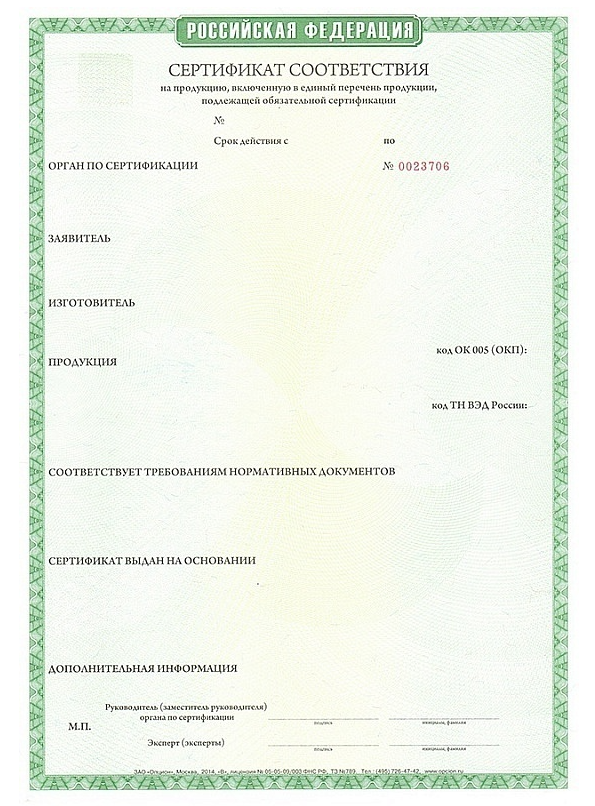 РОССИЙСКАЯ ФЕДЕРАЦИЯ
СЕРТИФИКАТ СООТВЕТСТВИЯ
на продукцию, включенную в единый перечень продукции,
подлежащей обязательной сертификации
№
Срок действия с по
ОРГАН ПО СЕРТИФИКАЦИИ № 0023706
ЗАЯВИТЕЛЬ
ИЗГОТОВИТЕЛЬ
код ОК 005 (ОКП):
ПРОДУКЦИЯ
код ТН ВЭД России:
СООТВЕТСТВУЕТ ТРЕБОВАНИЯМ НОРМАТИВНЫХ ДОКУМЕНТОВ
СЕРТИФИКАТ ВЫДАН НА ОСНОВАНИИ
ДОПОЛНИТЕЛЬНАЯ ИНФОРМАЦИЯ
Руководитель (заместитель руководителя)
органа по сертификации
подпись инициалы, фамилия
М.П.
Эксперт (эксперты)
подпись инициалы, фамилия
ЗАО «Опцион», Москва, 2014, «В», лицензия № 05-05-09/003 ФНС РФ, ТЗ №789. Тел.: (495) 726-47-42, www.opcion.ru